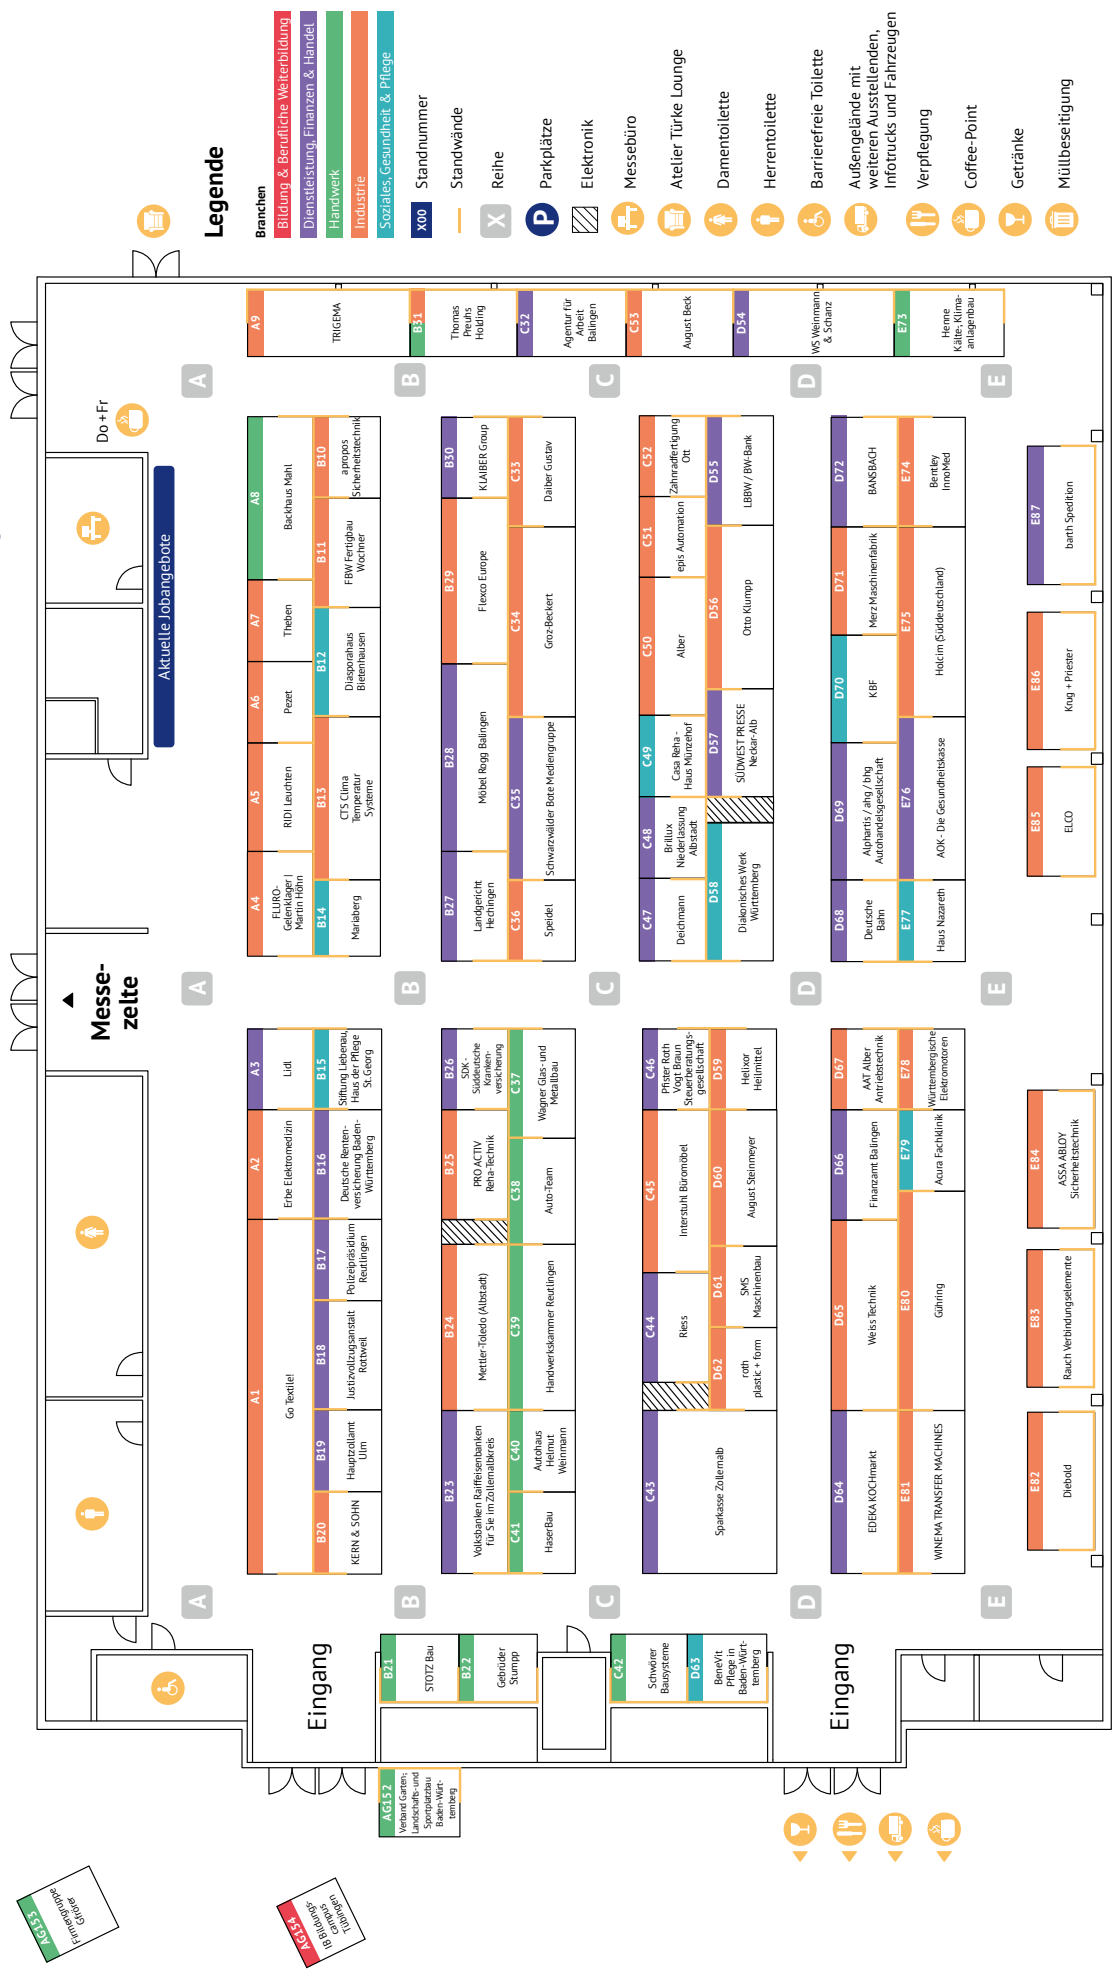 Legende
Branchen
Bildung & Berufliche Weiterbildung
Dienstleistung, Finanzen & Handel
Handwerk
Industrie
Soziales, Gesundheit & Pflege
X00
Standnummer
Standwände
X
Reihe
P
Parkplätze
Elektronik
Messebüro
Atelier Türke Lounge
Damentoilette
Herrentoilette
Barrierefreie Toilette
Außengelände mit
weiteren Ausstellenden,
Infotrucks und Fahrzeugen
Verpflegung
Coffee-Point
Getränke
Müllbeseitigung
Do + Fr
Aktuelle Jobangebote
Messe-
zelte
Eingang
Eingang
A
B
C
D
E
A
B
C
D
E
A
B
C
D
E
A9
TRIGEMA
B31
Thomas
Preuhs
Holding
C32
Agentur für
Arbeit
Balingen
C53
August Beck
D54
WS Weinmann
& Schanz
E73
Henne
Kälte, Klima-
anlagenbau
A1
Go Textile!
A2
Erbe Elektromedizin
A3
Lidl
A4
FLURO-
Gelenklager |
Martin Höhn
A5
RIDI Leuchten
A6
Pezet
A7
Theben
A8
Backhaus Mahl
B20
KERN & SOHN
B19
Hauptzollamt
Ulm
B18
Justizvollzugsanstalt
Rottweil
B17
Polizeipräsidium
Reutlingen
B16
Deutsche Renten-
versicherung Baden-
Württemberg
B15
Stiftung Liebenau,
Haus der Pflege
St. Georg
B14
Mariaberg
B13
CTS Clima
Temperatur
Systeme
B12
Diasporahaus
Bietenhausen
B11
FBW Fertigbau
Wochner
B10
apropos
Sicherheitstechnik
B23
Volksbanken Raiffeisenbanken
für Sie im Zollernalbkreis
B24
Mettler-Toledo (Albstadt)
B25
PRO ACTIV
Reha-Technik
B26
SDK -
Süddeutsche
Kranken-
versicherung
B27
Landgericht
Hechingen
B28
Möbel Rogg Balingen
B29
Flexco Europe
B30
KLAIBER Group
C41
HaserBau
C40
Autohaus
Helmut
Weinmann
C39
Handwerkskammer Reutlingen
C38
Auto-Team
C37
Wagner Glas- und
Metallbau
C36
Speidel
C35
Schwarzwälder Bote Mediengruppe
C34
Groz-Beckert
C33
Daiber Gustav
C43
Sparkasse Zollernalb
C44
Riess
C45
Interstuhl Büromöbel
C46
Pfister Roth
Vogt Braun
Steuerberatungs-
gesellschaft
C47
Deichmann
C48
Brillux
Niederlassung
Albstadt
C49
Casa Reha -
Haus Münzehof
C50
Alber
C51
epis Automation
C52
Zahnradfertigung
Ott
D62
roth
plastic + form
D61
SMS
Maschinenbau
D60
August Steinmeyer
D59
Helixor
Heilmittel
D58
Diakonisches Werk
Württemberg
D57
SÜDWEST PRESSE
Neckar-Alb
D56
Otto Klumpp
D55
LBBW / BW-Bank
D64
EDEKA KOCHmarkt
D65
Weiss Technik
D66
Finanzamt Balingen
D67
AAT Alber
Antriebstechnik
D68
Deutsche
Bahn
D69
Alphartis / ahg / bhg
Autohandelsgesellschaft
D70
KBF
D71
Merz Maschinenfabrik
D72
BANSBACH
E81
WINEMA TRANSFER MACHINES
E80
Gühring
E79
Acura Fachklinik
E78
Württembergische
Elektromotoren
E77
Haus Nazareth
E76
AOK - Die Gesundheitskasse
E75
Holcim (Süddeutschland)
E74
Bentley
InnoMed
E82
Diebold
E83
Rauch Verbindungselemente
E84
ASSA ABLOY
Sicherheitstechnik
E85
ELCO
E86
Krug + Priester
E87
barth Spedition
B21
STOTZ Bau
B22
Gebrüder
Stumpp
C42
Schwörer
Bausysteme
D63
BeneVit
Pflege in
Baden-Würt-
temberg
AG152
Verband Garten-,
Landschafts- und
Sportplatzbau
Baden-Würt-
temberg
AG153
Firmengruppe
Gfrörer
AG154
IB Bildungs-
campus
Tübingen